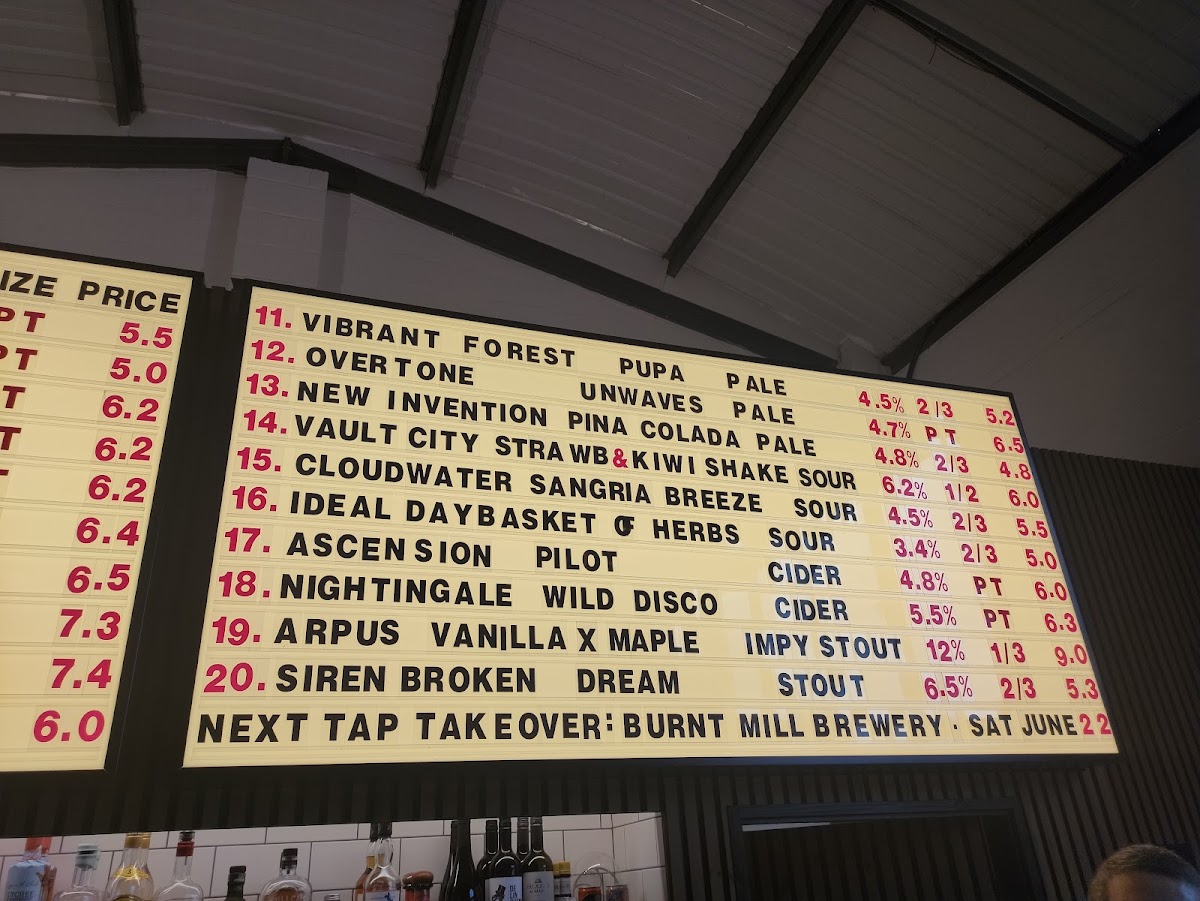 IZE PRICE
PT 5.5
PT 5.0
T 6.2
T 6.2
6.2
6.4
6.5
7.3
7.4
6.0
11. VIBRANT FOREST PUPA PALE 4.5% 2/3 5.2
12. OVERTONE UNWAVES PALE 4.7% PT 6.5
13. NEW INVENTION PINA COLADA PALE 4.8% 2/3 4.8
14. VAULT CITY STRAWB&KIWI SHAKE SOUR 6.2% 1/2 6.0
15. CLOUDWATER SANGRIA BREEZE SOUR 4.5% 2/3 5.5
16. IDEAL DAY BASKET OF HERBS SOUR 3.4% 2/3 5.0
17. ASCENSION PILOT CIDER 4.8% PT 6.0
18. NIGHTINGALE WILD DISCO CIDER 5.5% PT 6.3
19. ARPUS VANILLA X MAPLE IMPY STOUT 12% 1/3 9.0
20. SIREN BROKEN DREAM STOUT 6.5% 2/3 5.3
NEXT TAP TAKEOVER: BURNT MILL BREWERY · SAT JUNE 22